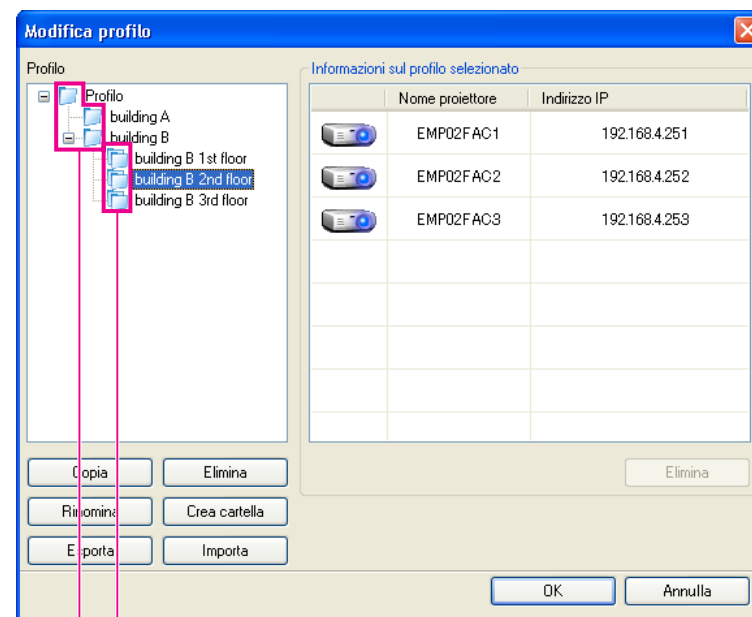 Modifica profilo
Profilo
Profilo
building A
building B
building B 1st floor
building B 2nd floor
building B 3rd floor
Informazioni sul profilo selezionato
Nome proiettore Indirizzo IP
EMP02FAC1 192.168.4.251
EMP02FAC2 192.168.4.252
EMP02FAC3 192.168.4.253
Copia Elimina
Elimina
Rinomina Crea cartella
Esporta Importa
OK Annulla